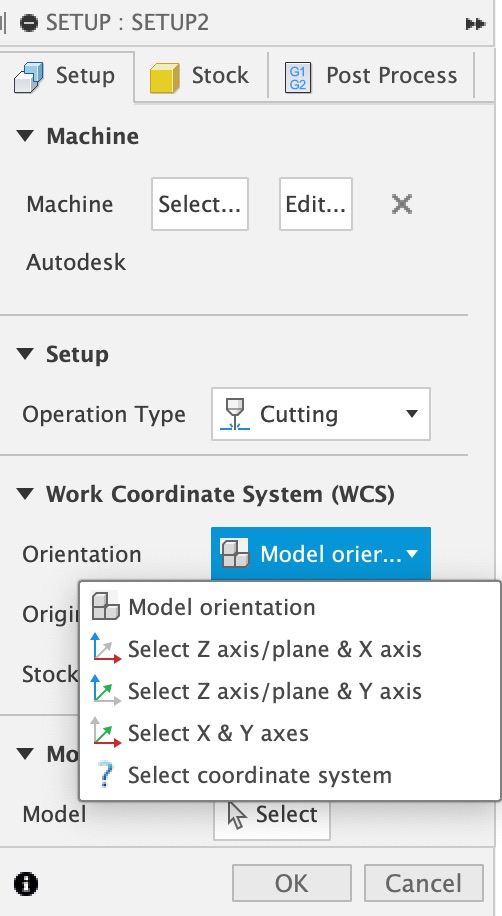 SETUP : SETUP2
Setup Stock G1 G2 Post Process
Machine
Machine Select... Edit...
Autodesk
Setup
Operation Type Cutting
Work Coordinate System (WCS)
Orientation Model orier...
Model orientation
Origi
Select Z axis/plane & X axis
Stock
Select Z axis/plane & Y axis
Select X & Y axes
Mo
? Select coordinate system
Model Select
OK Cancel